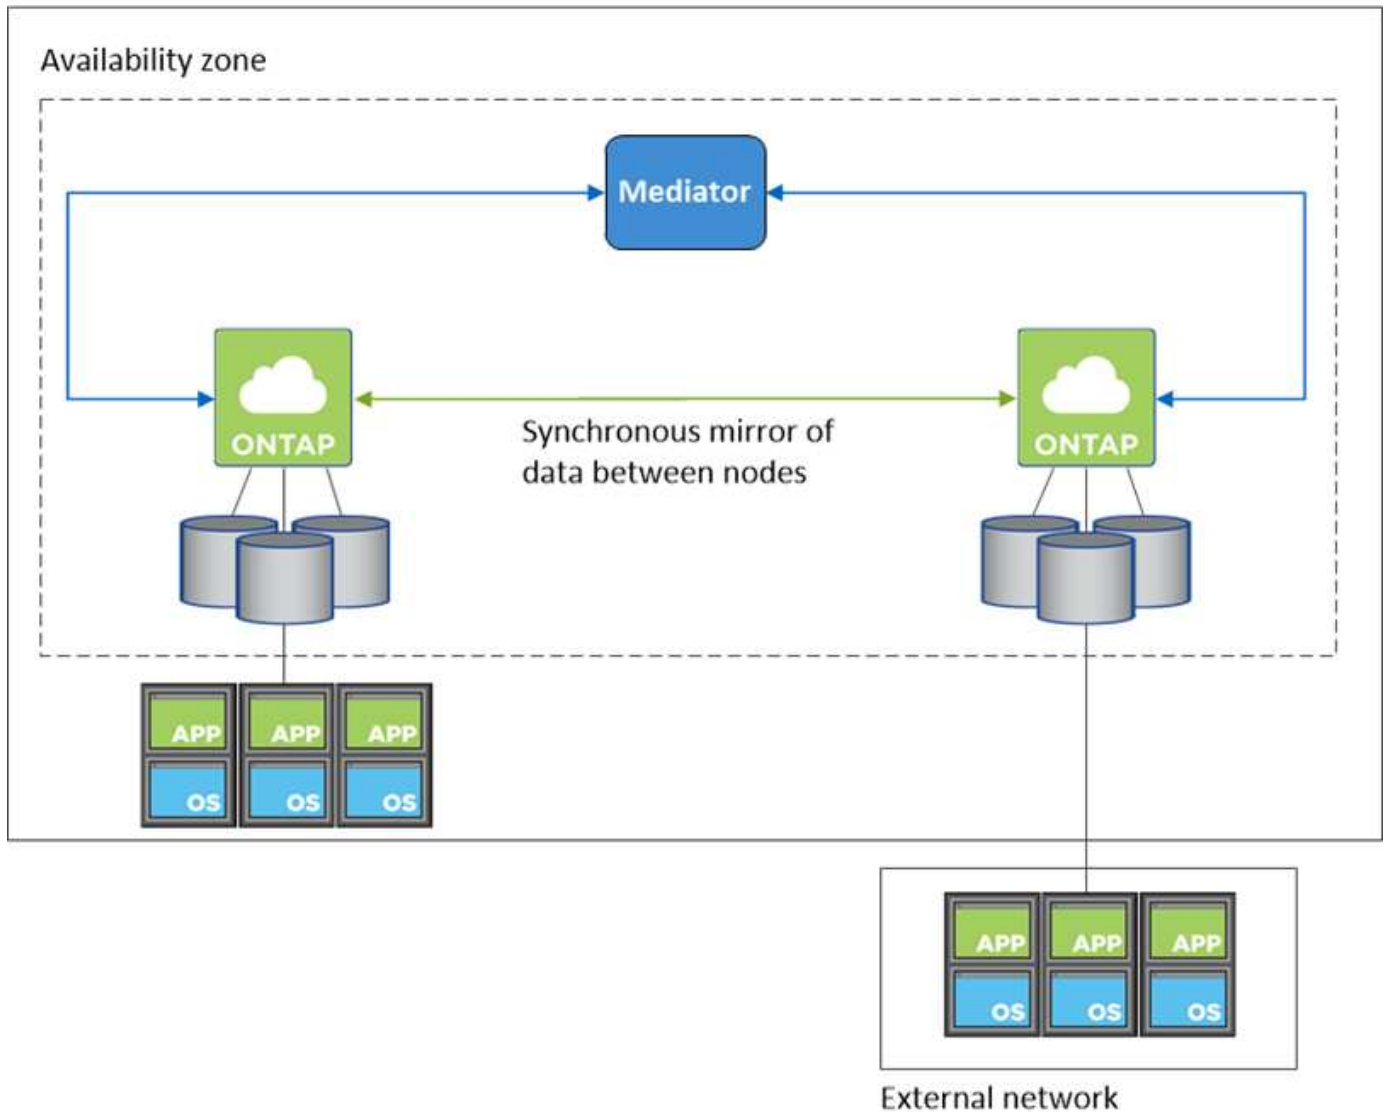 Availability zone
Mediator
ONTAP
ONTAP
Synchronous mirror of
data between nodes
APP APP APP
OS OS OS
APP APP APP
OS OS OS
External network